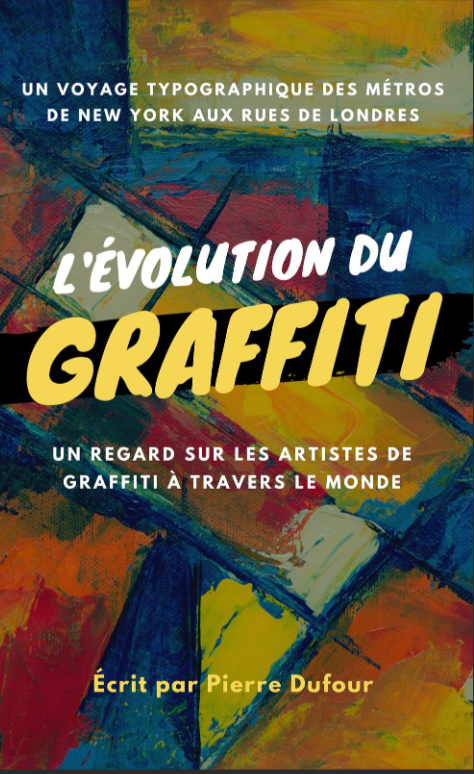 UN VOYAGE TYPOGRAPHIQUE DES MÉTROS
DE NEW YORK AUX RUES DE LONDRES
L'ÉVOLUTION DU
GRAFFITI
UN REGARD SUR LES ARTISTES DE
GRAFFITI À TRAVERS LE MONDE
Écrit par Pierre Dufour